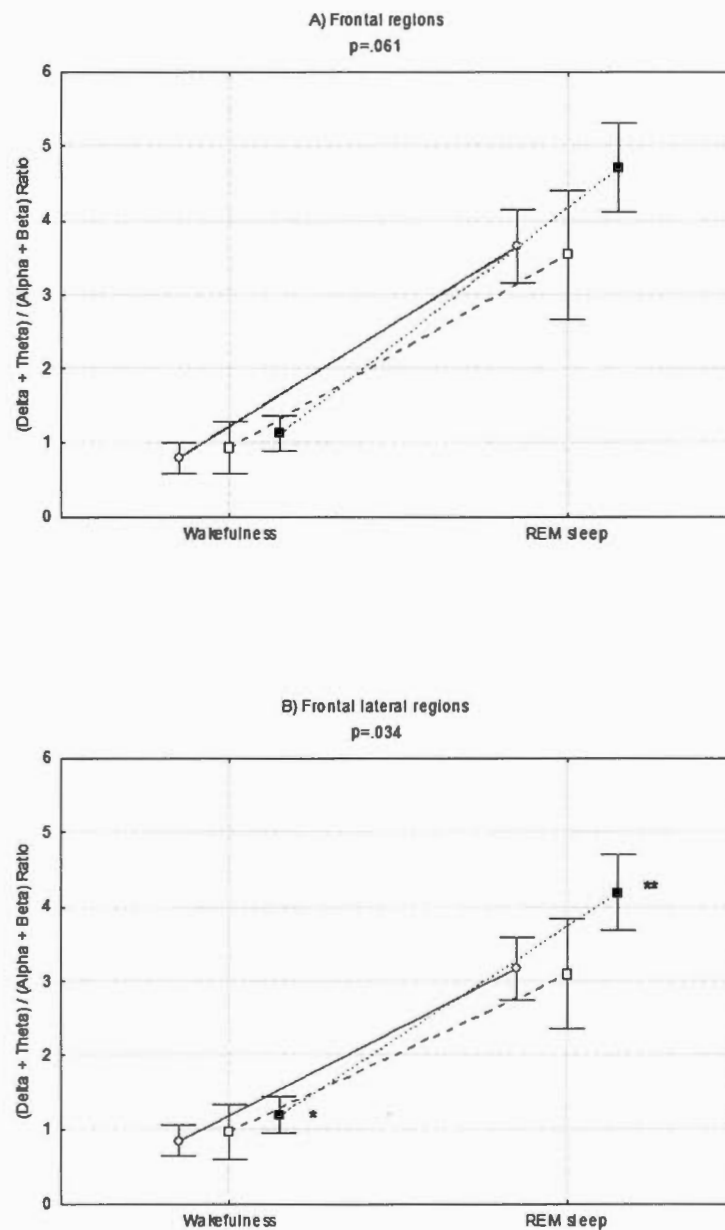 A) Frontal regions
p=.061
(Delta + Theta) / (Alpha + Beta) Ratio
6
5
4
3
2
1
0
Wakefulness
REM sleep
B) Frontal lateral regions
p=.034
(Delta + Theta) / (Alpha + Beta) Ratio
6
5
4
3
2
1
0
**
*
Wakefulness
REM sleep